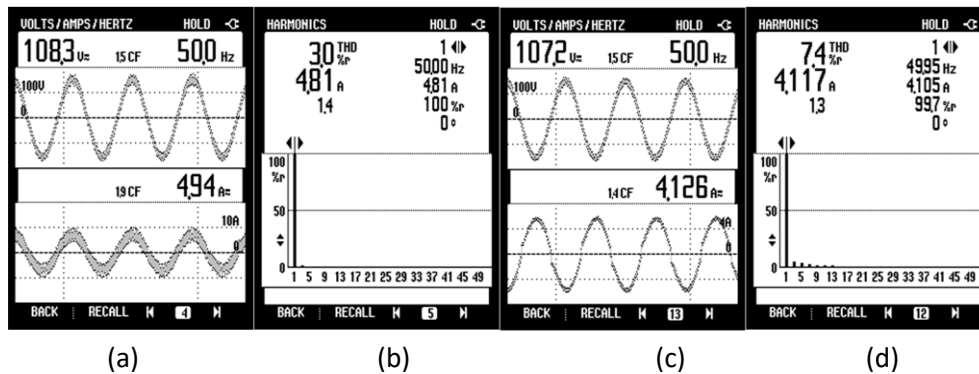 VOLTS/AMPS/HERTZ HOLD
108,3 V≂ 1,5 CF 50,0 Hz
100V
0
1,9 CF 4,94 A≂
10A
0
BACK RECALL 4
(a)
HARMONICS HOLD
3,0 THD %r 1
50,00 Hz
4,81 A 4,81 A
1,4 100 %r
0°
100
%r
50
0
1 5 9 13 17 21 25 29 33 37 41 45 49
BACK RECALL 5
(b)
VOLTS/AMPS/HERTZ HOLD
107,2 V≂ 1,5 CF 50,0 Hz
100V
0
1,4 CF 4,126 A≂
4A
0
BACK RECALL 13
(c)
HARMONICS HOLD
7,4 THD %r 1
49,95 Hz
4,117 A 4,105 A
1,3 99,7 %r
0°
100
%r
50
0
1 5 9 13 17 21 25 29 33 37 41 45 49
BACK RECALL 12
(d)